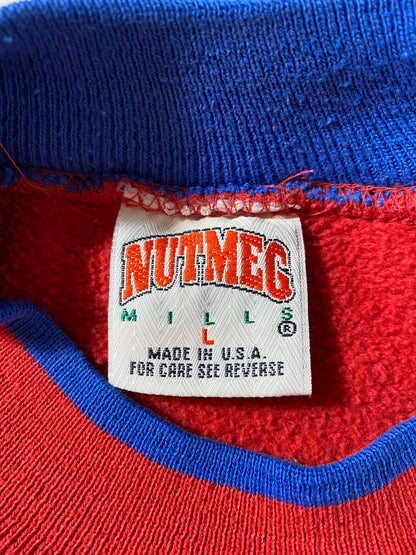 NUTMEG
MILLS
®
L
MADE IN U.S.A.
FOR CARE SEE REVERSE